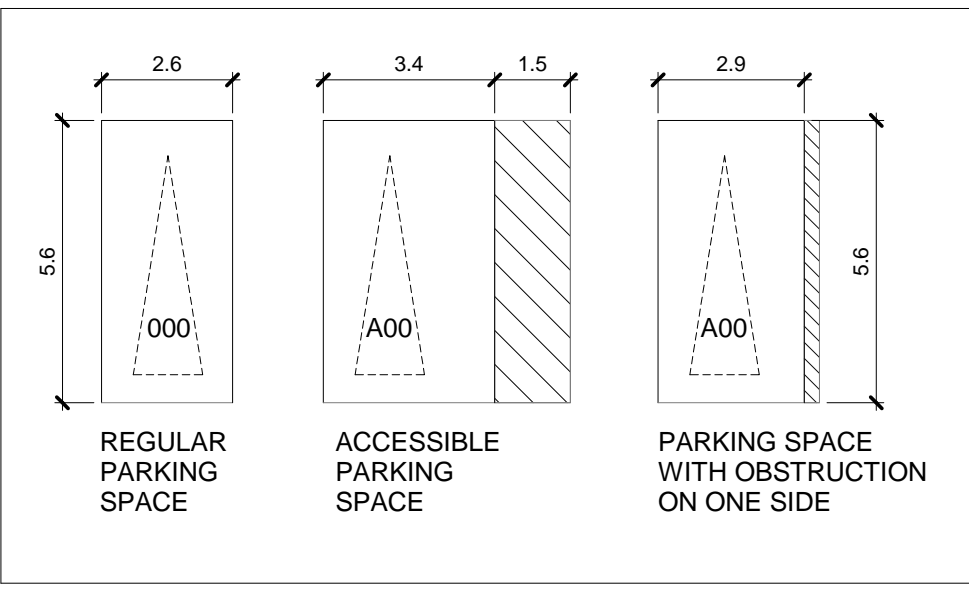 2.6
3.4
1.5
2.9
5.6
5.6
000
A00
A00
REGULAR
PARKING
SPACE
ACCESSIBLE
PARKING
SPACE
PARKING SPACE
WITH OBSTRUCTION
ON ONE SIDE